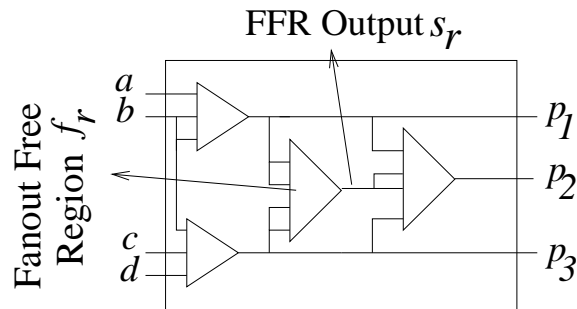 FFR Output s_r
Fanout Free
Region f_r
a
b
c
d
p_1
p_2
p_3